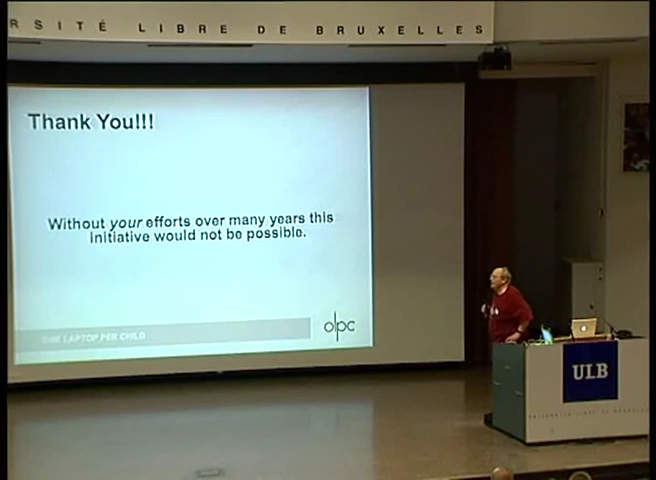 RSITÉ LIBRE DE BRUXELLES
Thank You!!!
Without your efforts over many years this
initiative would not be possible.
ONE LAPTOP PER CHILD
olpc
ULB